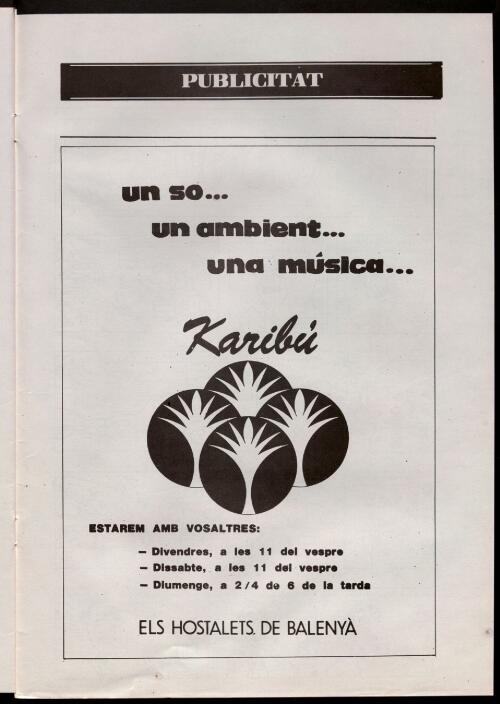 PUBLICITAT
un so...
un ambient...
una música...
Karibú
ESTAREM AMB VOSALTRES:
– Divendres, a les 11 del vespre
– Dissabte, a les 11 del vespre
– Diumenge, a 2/4 de 6 de la tarda
ELS HOSTALETS. DE BALENYÀ